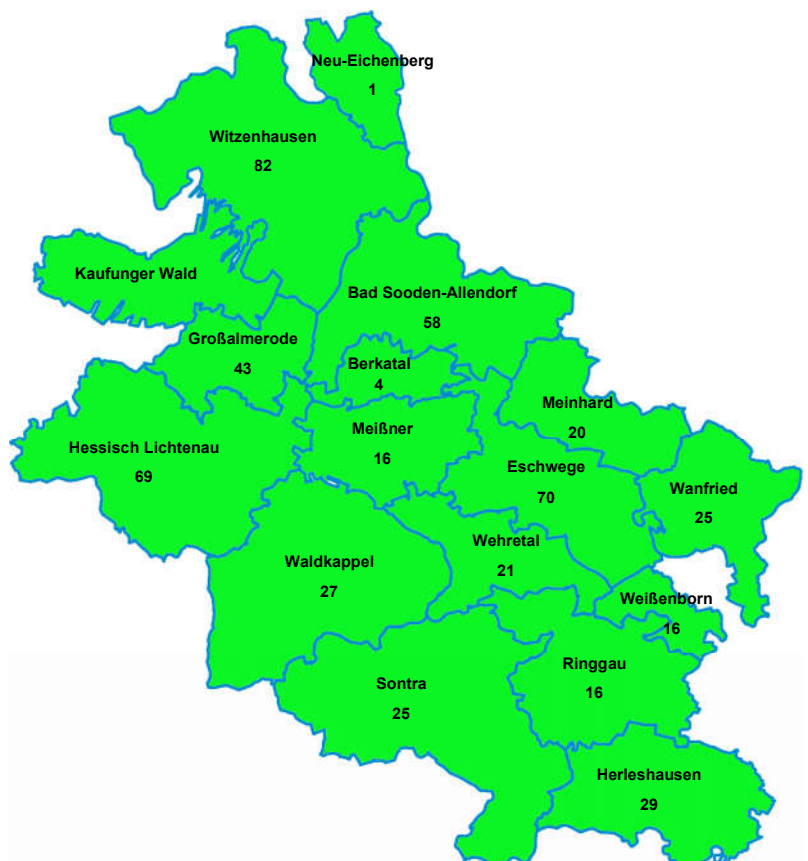 Neu-Eichenberg
1
Witzenhausen
82
Kaufunger Wald
Bad Sooden-Allendorf
58
Großalmerode
43
Berkatal
4
Meinhard
20
Meißner
16
Hessisch Lichtenau
69
Eschwege
70
Wanfried
25
Wehretal
21
Waldkappel
27
Weißenborn
16
Ringgau
16
Sontra
25
Herleshausen
29